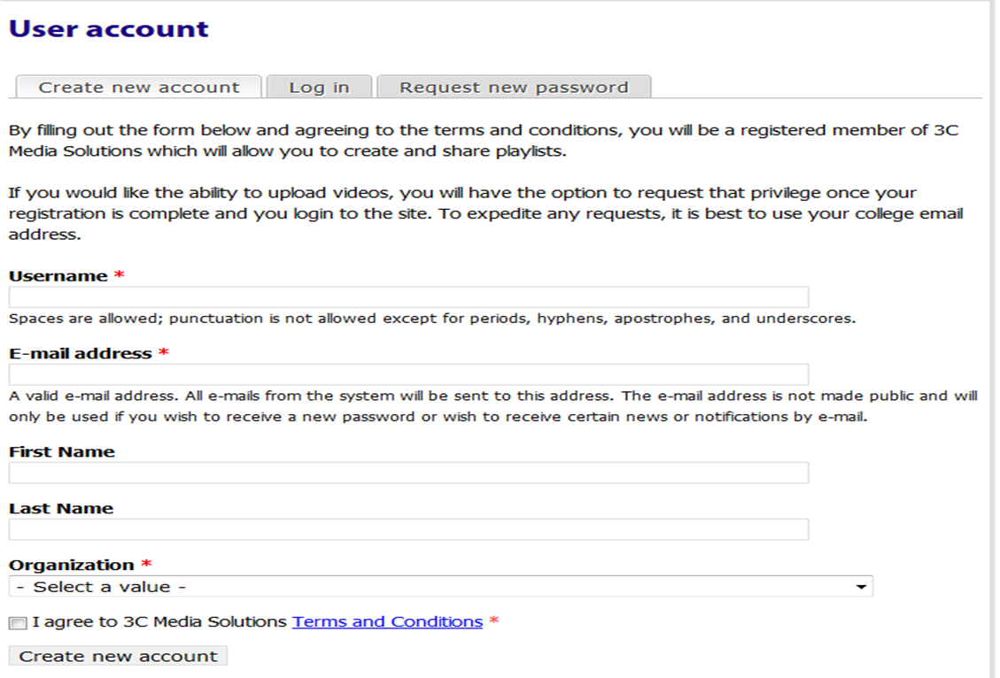 User account
Create new account Log in Request new password
By filling out the form below and agreeing to the terms and conditions, you will be a registered member of 3C
Media Solutions which will allow you to create and share playlists.
If you would like the ability to upload videos, you will have the option to request that privilege once your
registration is complete and you login to the site. To expedite any requests, it is best to use your college email
address.
Username *
Spaces are allowed; punctuation is not allowed except for periods, hyphens, apostrophes, and underscores.
E-mail address *
A valid e-mail address. All e-mails from the system will be sent to this address. The e-mail address is not made public and will
only be used if you wish to receive a new password or wish to receive certain news or notifications by e-mail.
First Name
Last Name
Organization *
- Select a value -
I agree to 3C Media Solutions Terms and Conditions *
Create new account